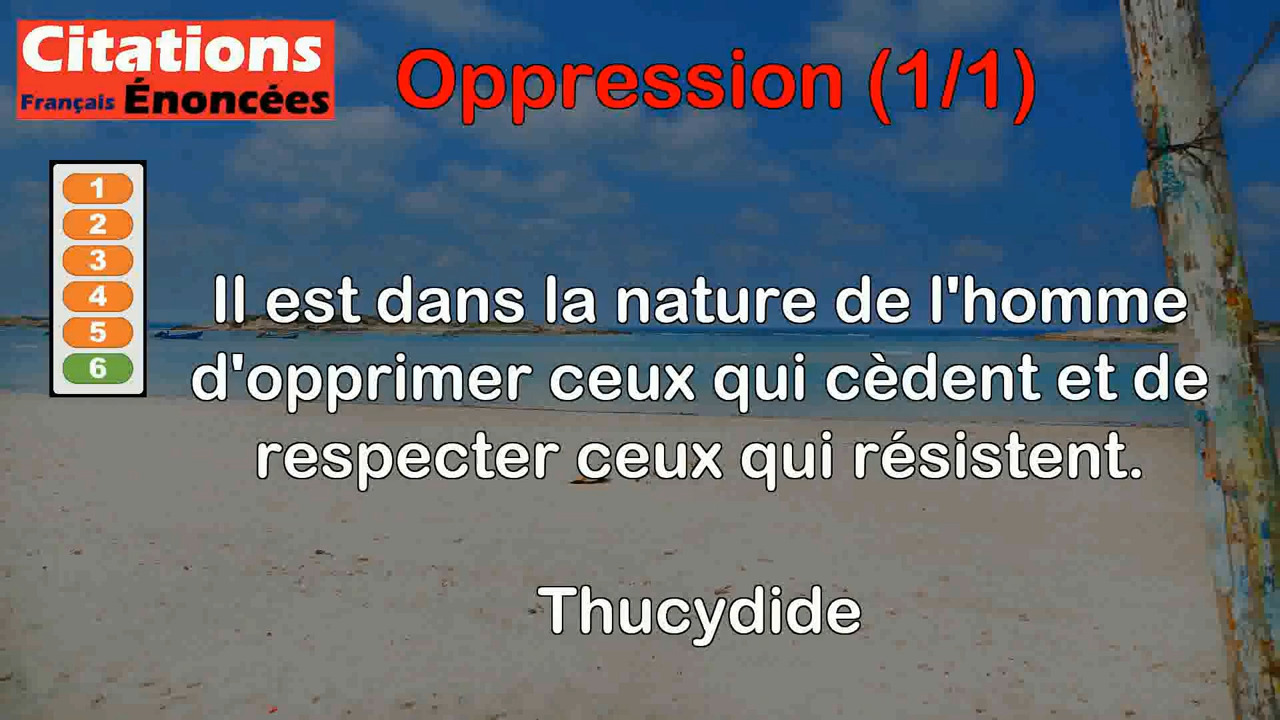 Citations
Français Énoncées
Oppression (1/1)
1
2
3
4
5
6
Il est dans la nature de l'homme
d'opprimer ceux qui cèdent et de
respecter ceux qui résistent.
Thucydide